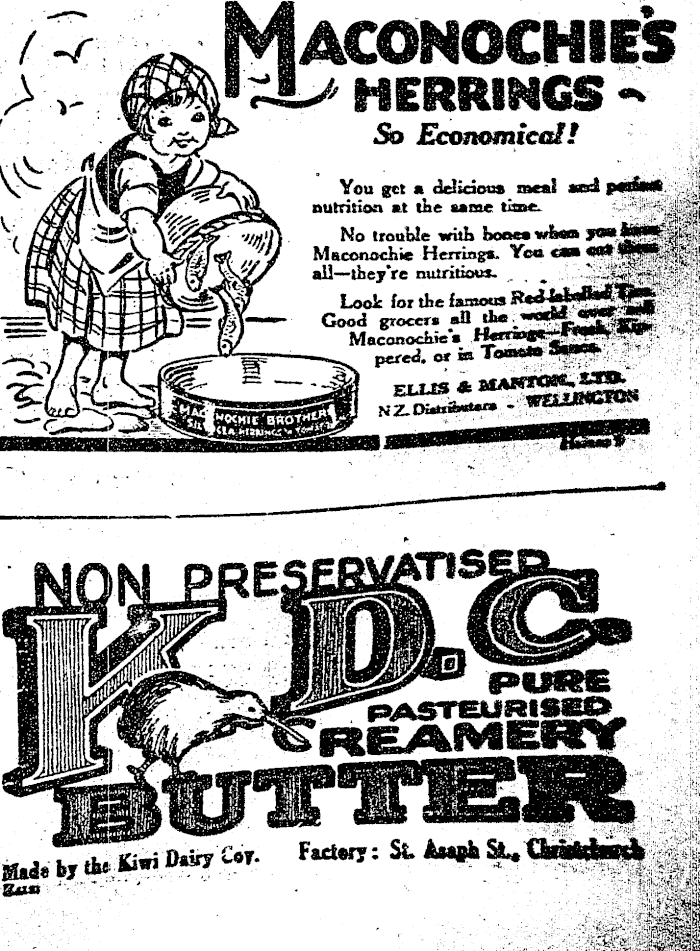 MACONOCHIE'S
HERRINGS
So Economical!
You get a delicious meal and perfect
nutrition at the same time.
No trouble with bones when you have
Maconochie Herrings. You can eat them
all—they're nutritious.
Look for the famous Red-labelled Tins.
Good grocers all the world over sell
Maconochie's Herrings—Fresh, Kip-
pered, or in Tomato Sauce.
ELLIS & MANTON, LTD.
N Z. Distributors - WELLINGTON
MACONOCHIE BROTHERS
HERRINGS
NON PRESERVATISED
K.D.C.
PURE
PASTEURISED
CREAMERY
BUTTER
Made by the Kiwi Dairy Coy. Factory: St. Asaph St., Christchurch